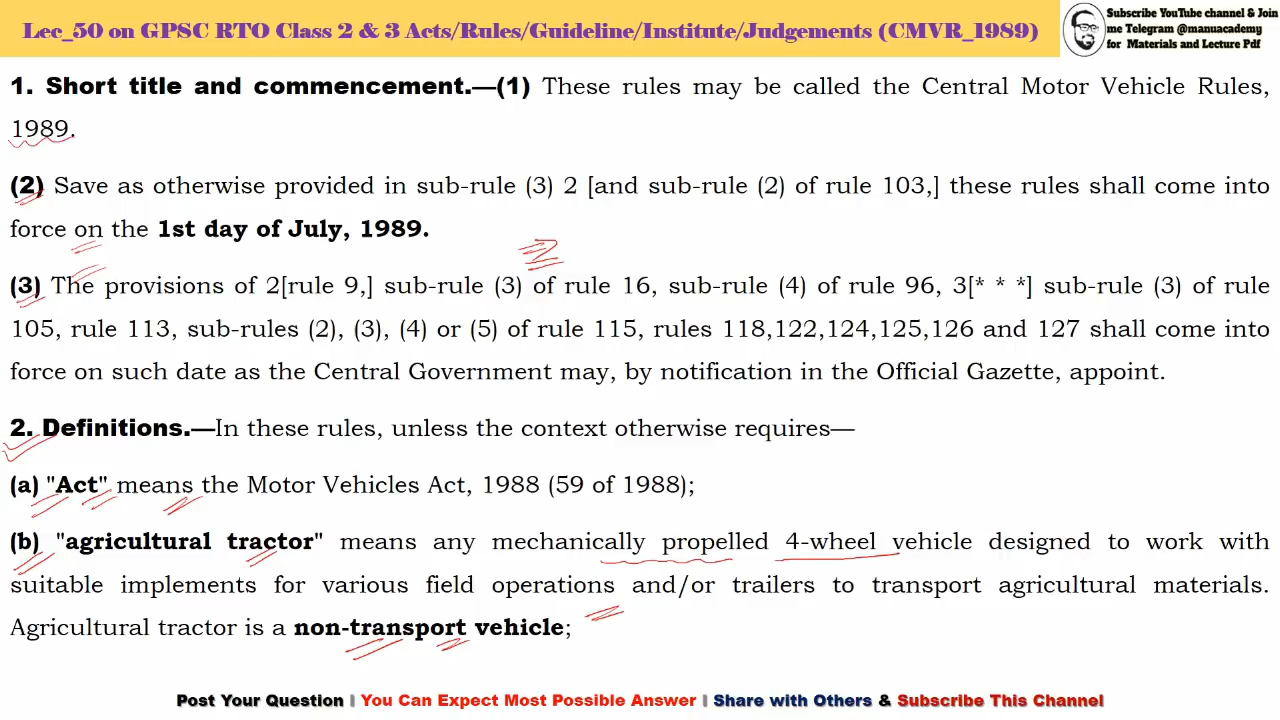 Lec_50 on GPSC RTO Class 2 & 3 Acts/Rules/Guideline/Institute/Judgements (CMVR_1989)
Subscribe YouTube channel & Join
me Telegram @manuacademy
for Materials and Lecture Pdf
1. Short title and commencement.—(1) These rules may be called the Central Motor Vehicle Rules,
1989.
(2) Save as otherwise provided in sub-rule (3) 2 [and sub-rule (2) of rule 103,] these rules shall come into
force on the 1st day of July, 1989.
(3) The provisions of 2[rule 9,] sub-rule (3) of rule 16, sub-rule (4) of rule 96, 3[* * *] sub-rule (3) of rule
105, rule 113, sub-rules (2), (3), (4) or (5) of rule 115, rules 118,122,124,125,126 and 127 shall come into
force on such date as the Central Government may, by notification in the Official Gazette, appoint.
2. Definitions.—In these rules, unless the context otherwise requires—
(a) "Act" means the Motor Vehicles Act, 1988 (59 of 1988);
(b) "agricultural tractor" means any mechanically propelled 4-wheel vehicle designed to work with
suitable implements for various field operations and/or trailers to transport agricultural materials.
Agricultural tractor is a non-transport vehicle;
Post Your Question | You Can Expect Most Possible Answer | Share with Others & Subscribe This Channel